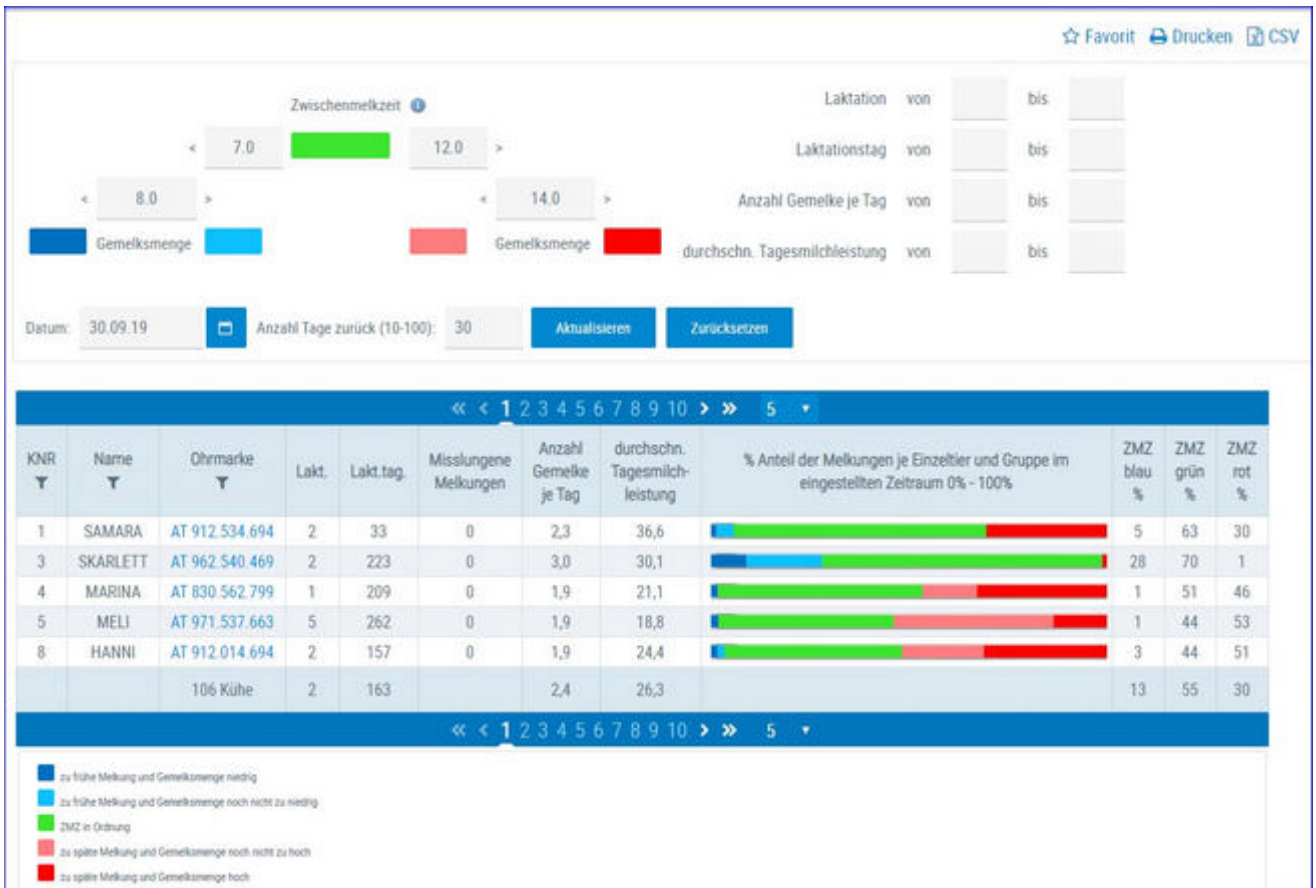 Favorit Drucken CSV
Zwischenmelkzeit
< 7.0 12.0 >
< 8.0 > < 14.0 >
Gemelksmenge Gemelksmenge
Laktation von bis
Laktationstag von bis
Anzahl Gemelke je Tag von bis
durchschn. Tagesmilchleistung von bis
Datum: 30.09.19 Anzahl Tage zurück (10-100): 30 Aktualisieren Zurücksetzen
« < 1 2 3 4 5 6 7 8 9 10 > » 5
KNR Name Ohrmarke Lakt. Lakt.tag. Misslungene Melkungen Anzahl Gemelke je Tag durchschn. Tagesmilch-leistung % Anteil der Melkungen je Einzeltier und Gruppe im eingestellten Zeitraum 0% - 100% ZMZ blau % ZMZ grün % ZMZ rot %
1 SAMARA AT 912.534.694 2 33 0 2,3 36,6 5 63 30
3 SKARLETT AT 962.540.469 2 223 0 3,0 30,1 28 70 1
4 MARINA AT 830.562.799 1 209 0 1,9 21,1 1 51 46
5 MELI AT 971.537.663 5 262 0 1,9 18,8 1 44 53
8 HANNI AT 912.014.694 2 157 0 1,9 24,4 3 44 51
106 Kühe 2 163 2,4 26,3 13 55 30
« < 1 2 3 4 5 6 7 8 9 10 > » 5
zu frühe Melkung und Gemelksmenge niedrig
zu frühe Melkung und Gemelksmenge noch nicht zu niedrig
ZMZ in Ordnung
zu späte Melkung und Gemelksmenge noch nicht zu hoch
zu späte Melkung und Gemelksmenge hoch